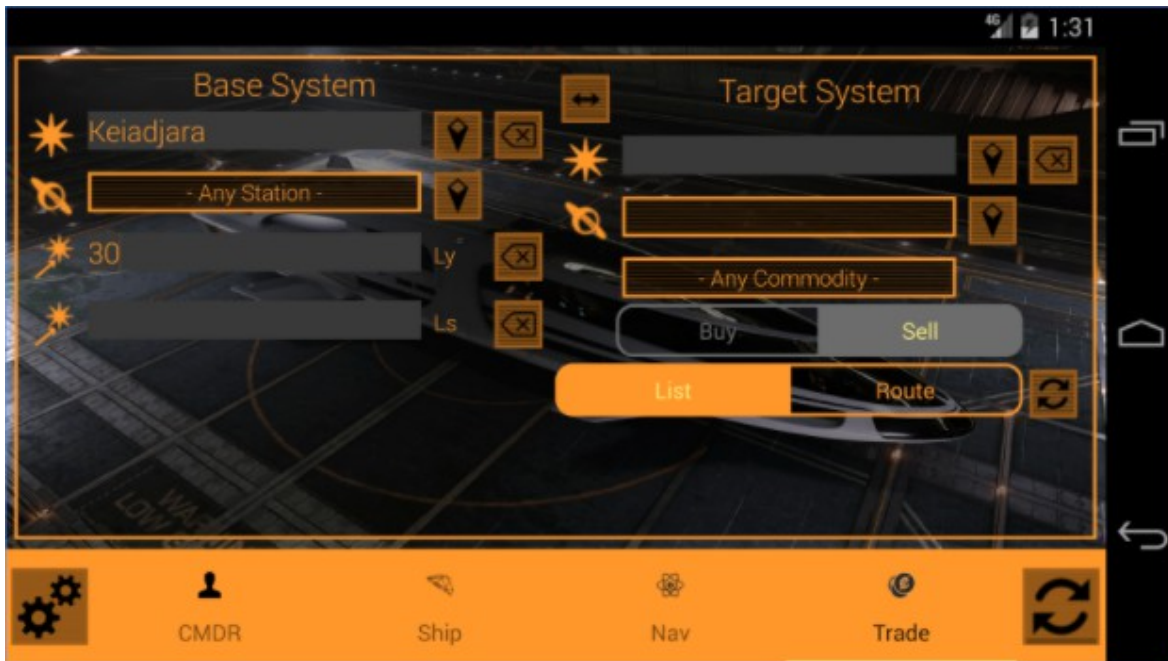 4G 1:31
Base System
Keiadjara
- Any Station -
30 Ly
Ls
Target System
- Any Commodity -
Buy Sell
List Route
CMDR Ship Nav Trade